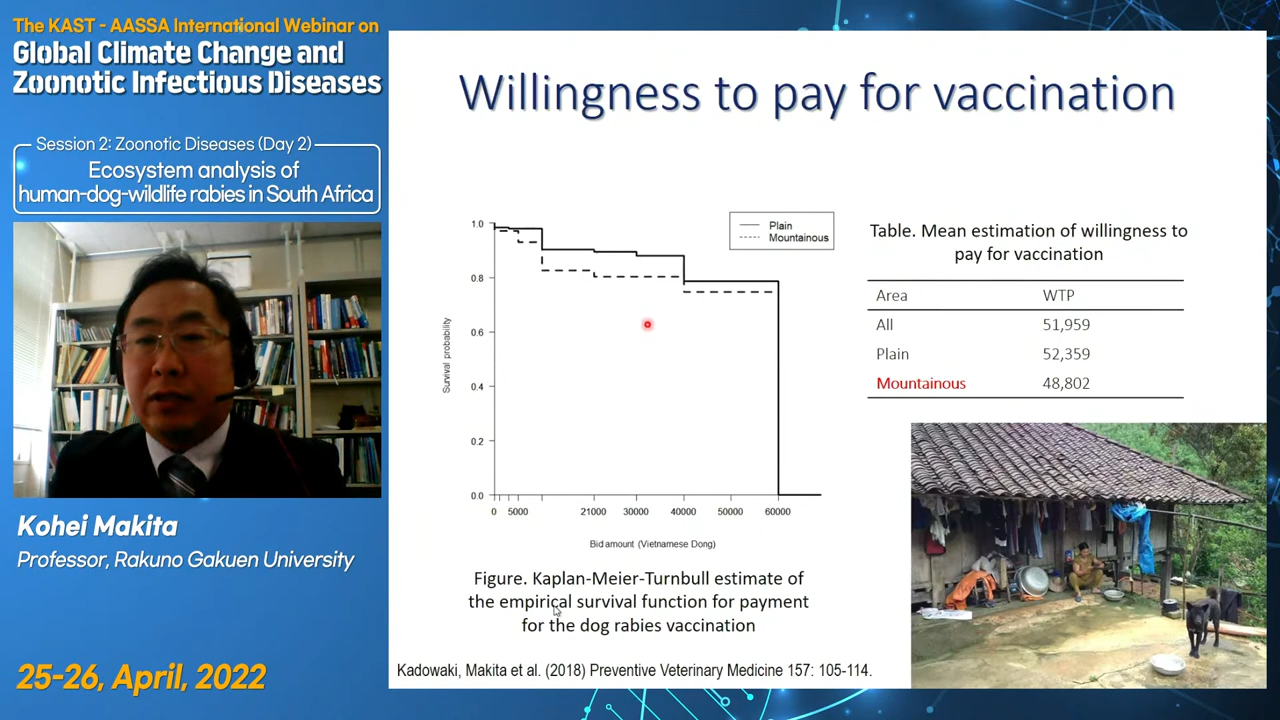 The KAST - AASSA International Webinar on
Global Climate Change and
Zoonotic Infectious Diseases
Session 2: Zoonotic Diseases (Day 2)
Ecosystem analysis of
human-dog-wildlife rabies in South Africa
Kohei Makita
Professor, Rakuno Gakuen University
25-26, April, 2022
Willingness to pay for vaccination
Plain
Mountainous
1.0
0.8
0.6
0.4
0.2
0.0
Survival probability
0 5000 21000 30000 40000 50000 60000
Bid amount (Vietnamese Dong)
Figure. Kaplan-Meier-Turnbull estimate of
the empirical survival function for payment
for the dog rabies vaccination
Table. Mean estimation of willingness to
pay for vaccination
Area WTP
All 51,959
Plain 52,359
Mountainous 48,802
Kadowaki, Makita et al. (2018) Preventive Veterinary Medicine 157: 105-114.